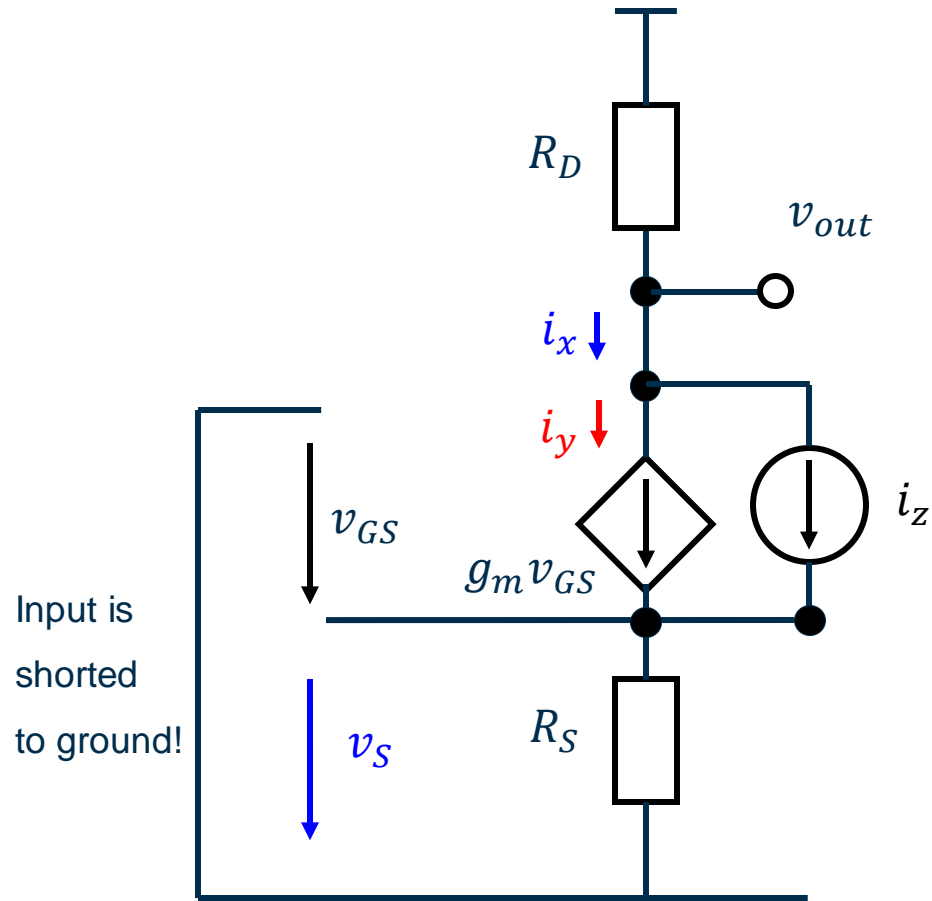 R_D
v_out
i_x
i_y
v_GS
i_z
g_m v_GS
Input is
shorted
to ground!
v_S
R_S